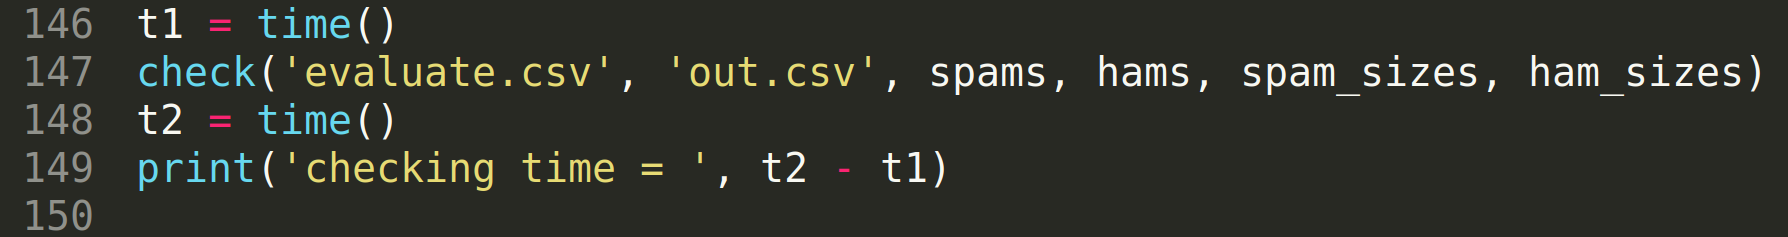 146 t1 = time()
147 check('evaluate.csv', 'out.csv', spams, hams, spam_sizes, ham_sizes)
148 t2 = time()
149 print('checking time = ', t2 - t1)
150